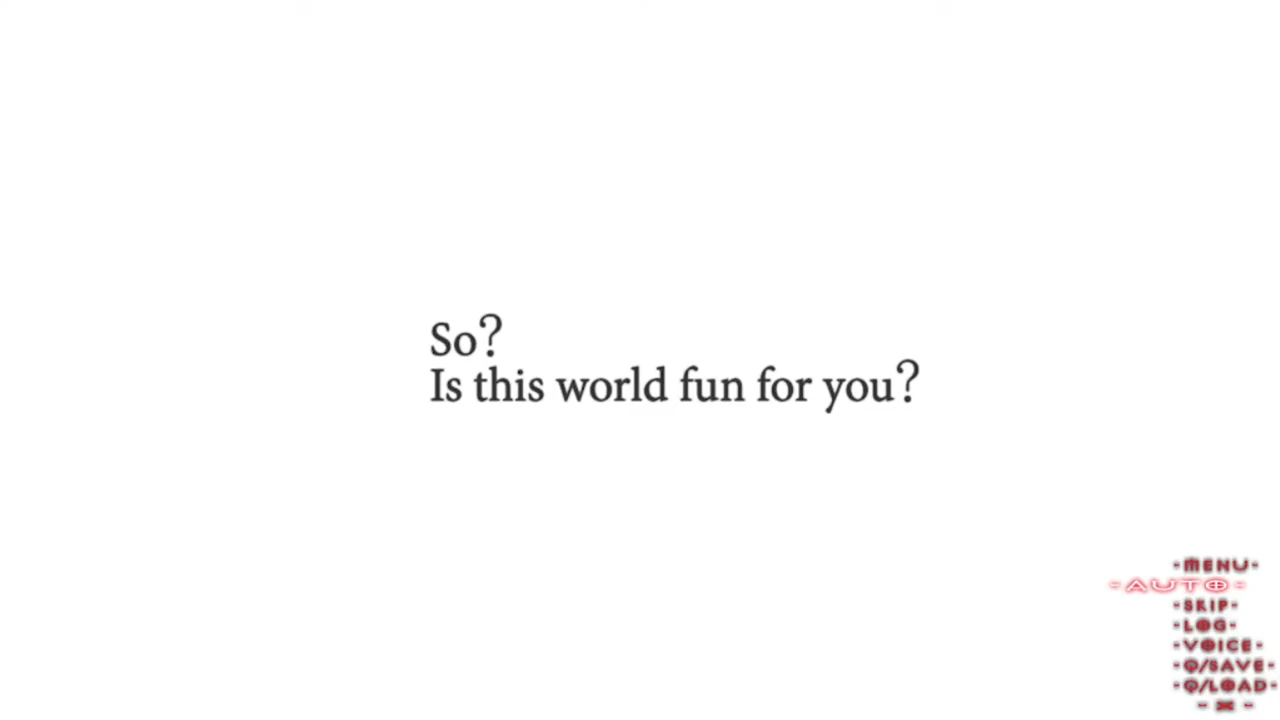 So?
Is this world fun for you?
-MENU-
-AUTO-
-SKIP-
-LOG-
-VOICE-
-Q/SAVE-
-Q/LOAD-